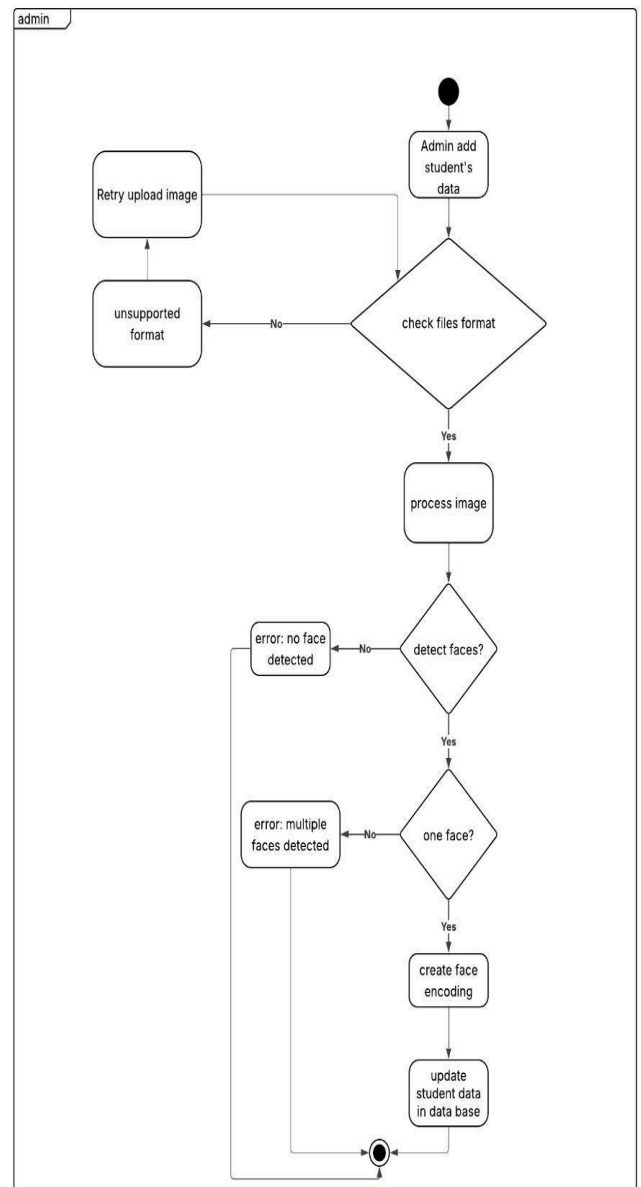 admin
Admin add
student's
data
Retry upload image
check files format
No
unsupported
format
Yes
process image
detect faces?
No
error: no face
detected
Yes
one face?
No
error: multiple
faces detected
Yes
create face
encoding
update
student data
in data base